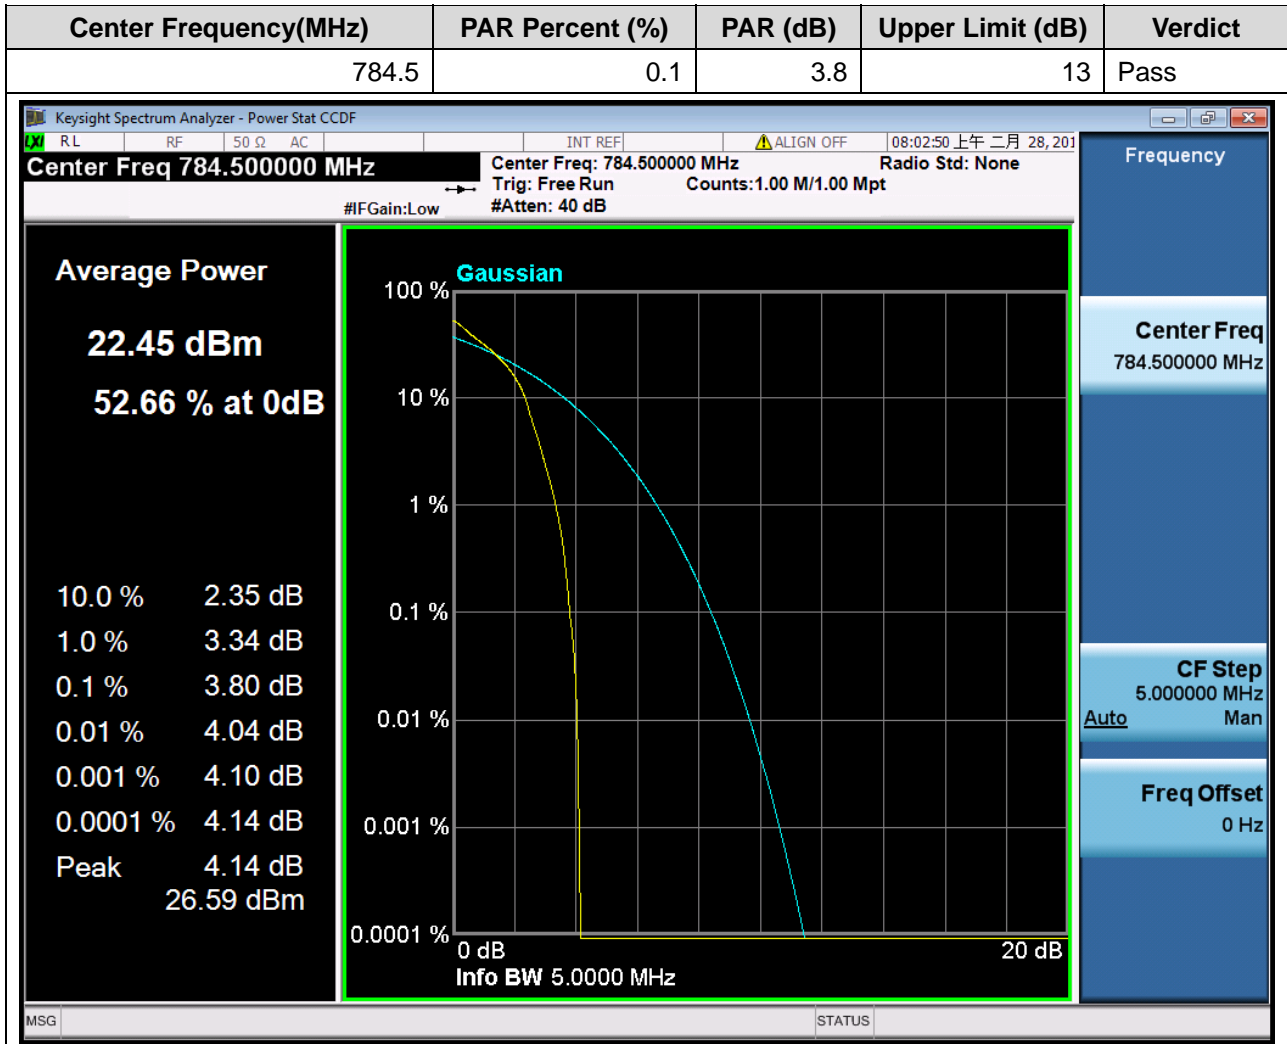 Center Frequency(MHz) PAR Percent (%) PAR (dB) Upper Limit (dB) Verdict
784.5 0.1 3.8 13 Pass
Keysight Spectrum Analyzer - Power Stat CCDF
LXI RL RF 50 Ω AC INT REF ALIGN OFF 08:02:50 上午 二月 28, 201
Center Freq 784.500000 MHz
Center Freq: 784.500000 MHz Radio Std: None
Trig: Free Run Counts:1.00 M/1.00 Mpt
#IFGain:Low #Atten: 40 dB
Frequency
Average Power
22.45 dBm
52.66 % at 0dB
10.0 % 2.35 dB
1.0 % 3.34 dB
0.1 % 3.80 dB
0.01 % 4.04 dB
0.001 % 4.10 dB
0.0001 % 4.14 dB
Peak 4.14 dB
26.59 dBm
Gaussian
100 %
10 %
1 %
0.1 %
0.01 %
0.001 %
0.0001 %
0 dB 20 dB
Info BW 5.0000 MHz
Center Freq
784.500000 MHz
CF Step
5.000000 MHz
Auto Man
Freq Offset
0 Hz
MSG STATUS